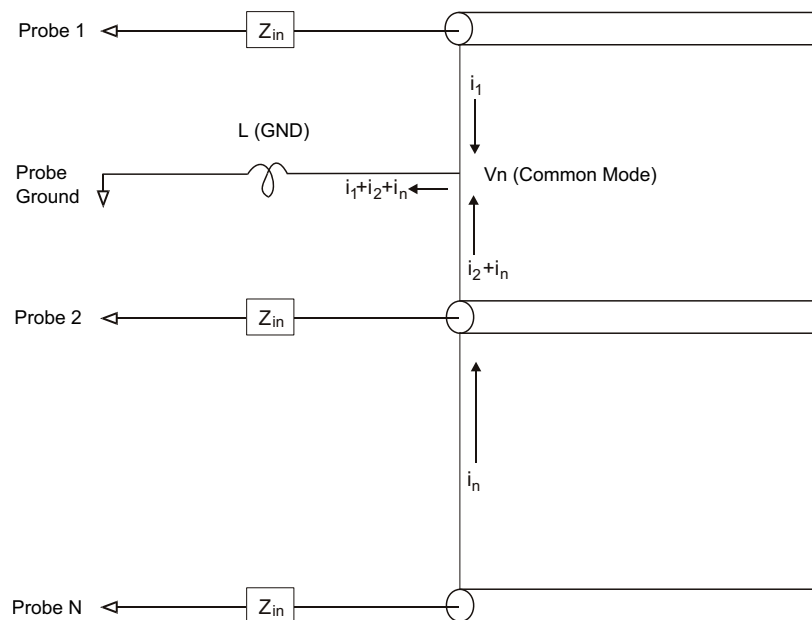 Probe 1
Zin
i1
L (GND)
Probe
Ground
i1+i2+in
Vn (Common Mode)
i2+in
Probe 2
Zin
in
Probe N
Zin